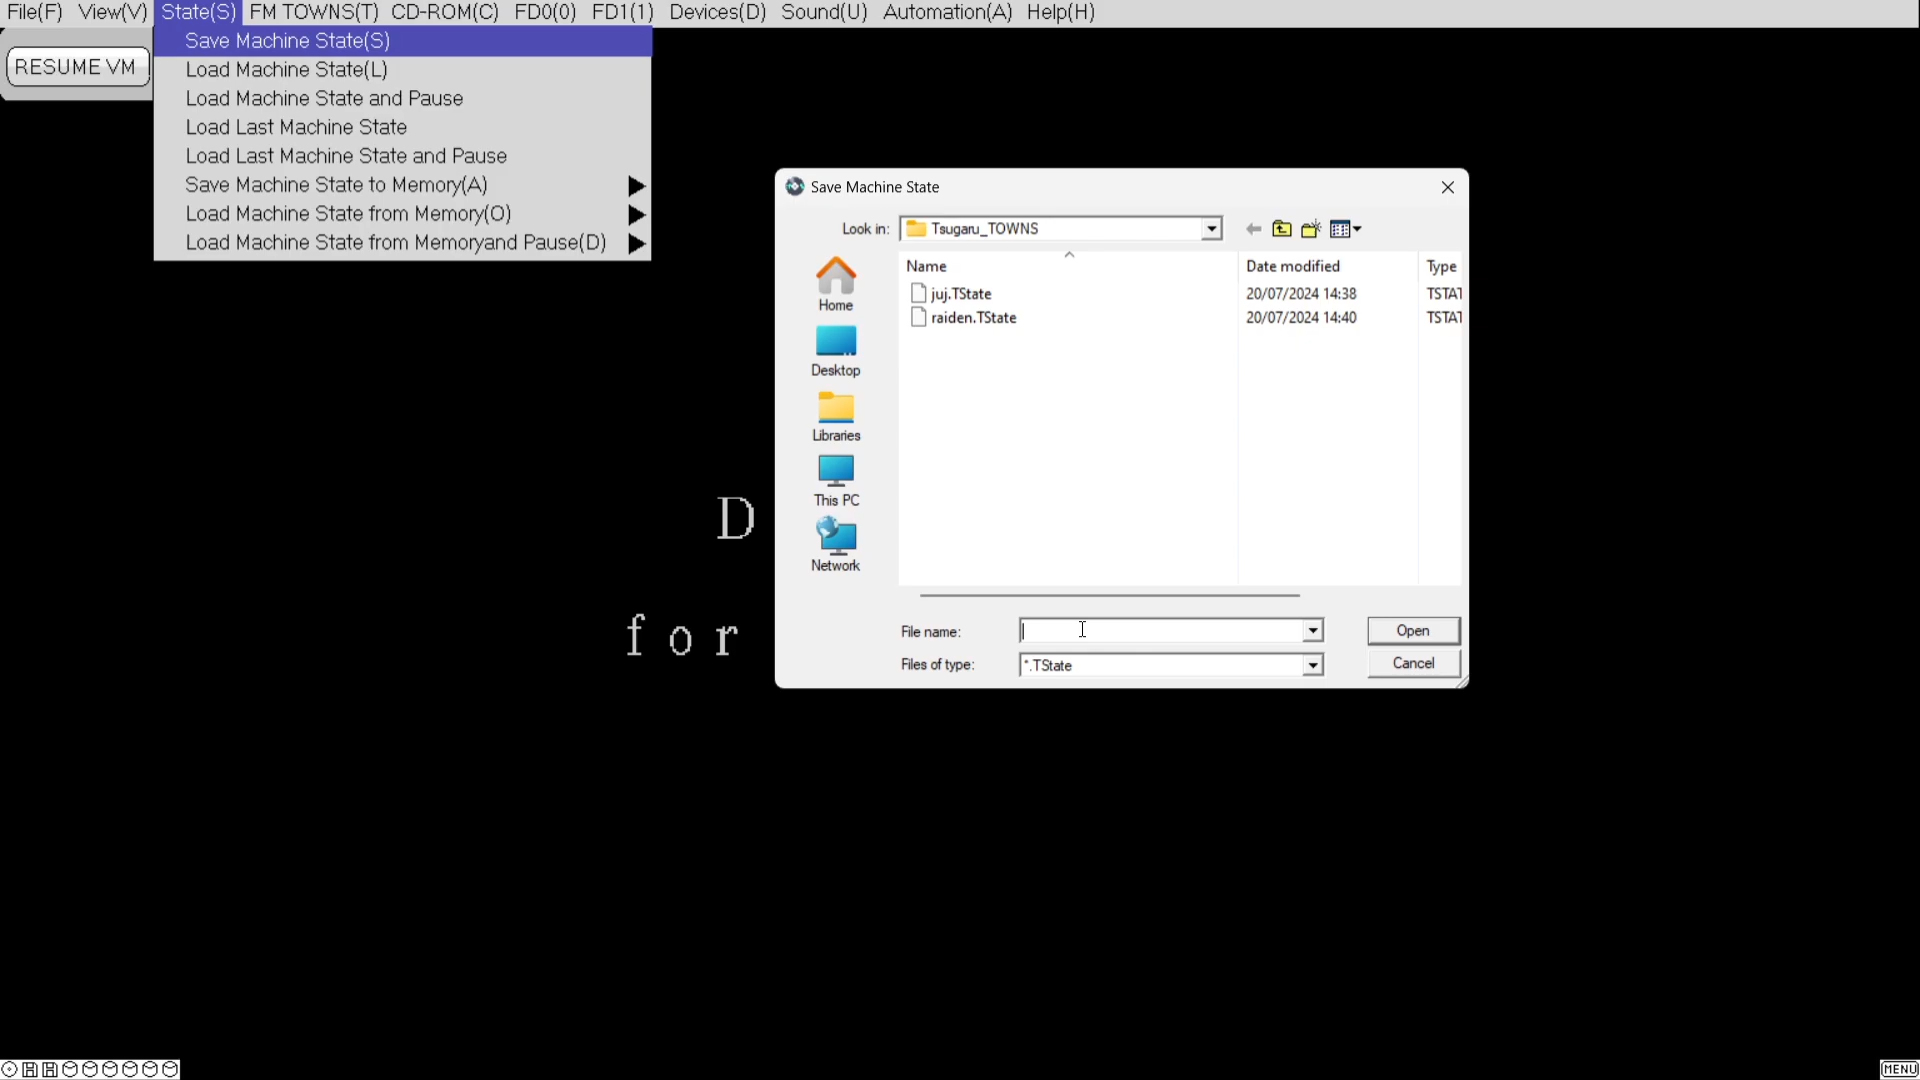 File(F) View(V) State(S) FM TOWNS(T) CD-ROM(C) FD0(0) FD1(1) Devices(D) Sound(U) Automation(A) Help(H)
RESUME VM
Save Machine State(S)
Load Machine State(L)
Load Machine State and Pause
Load Last Machine State
Load Last Machine State and Pause
Save Machine State to Memory(A)
Load Machine State from Memory(O)
Load Machine State from Memoryand Pause(D)
Save Machine State
Look in: Tsugaru_TOWNS
Name Date modified Type
juj.TState 20/07/2024 14:38 TSTAT
raiden.TState 20/07/2024 14:40 TSTAT
Home
Desktop
Libraries
This PC
Network
File name: Open
Files of type: *.TState Cancel
D
for
MENU